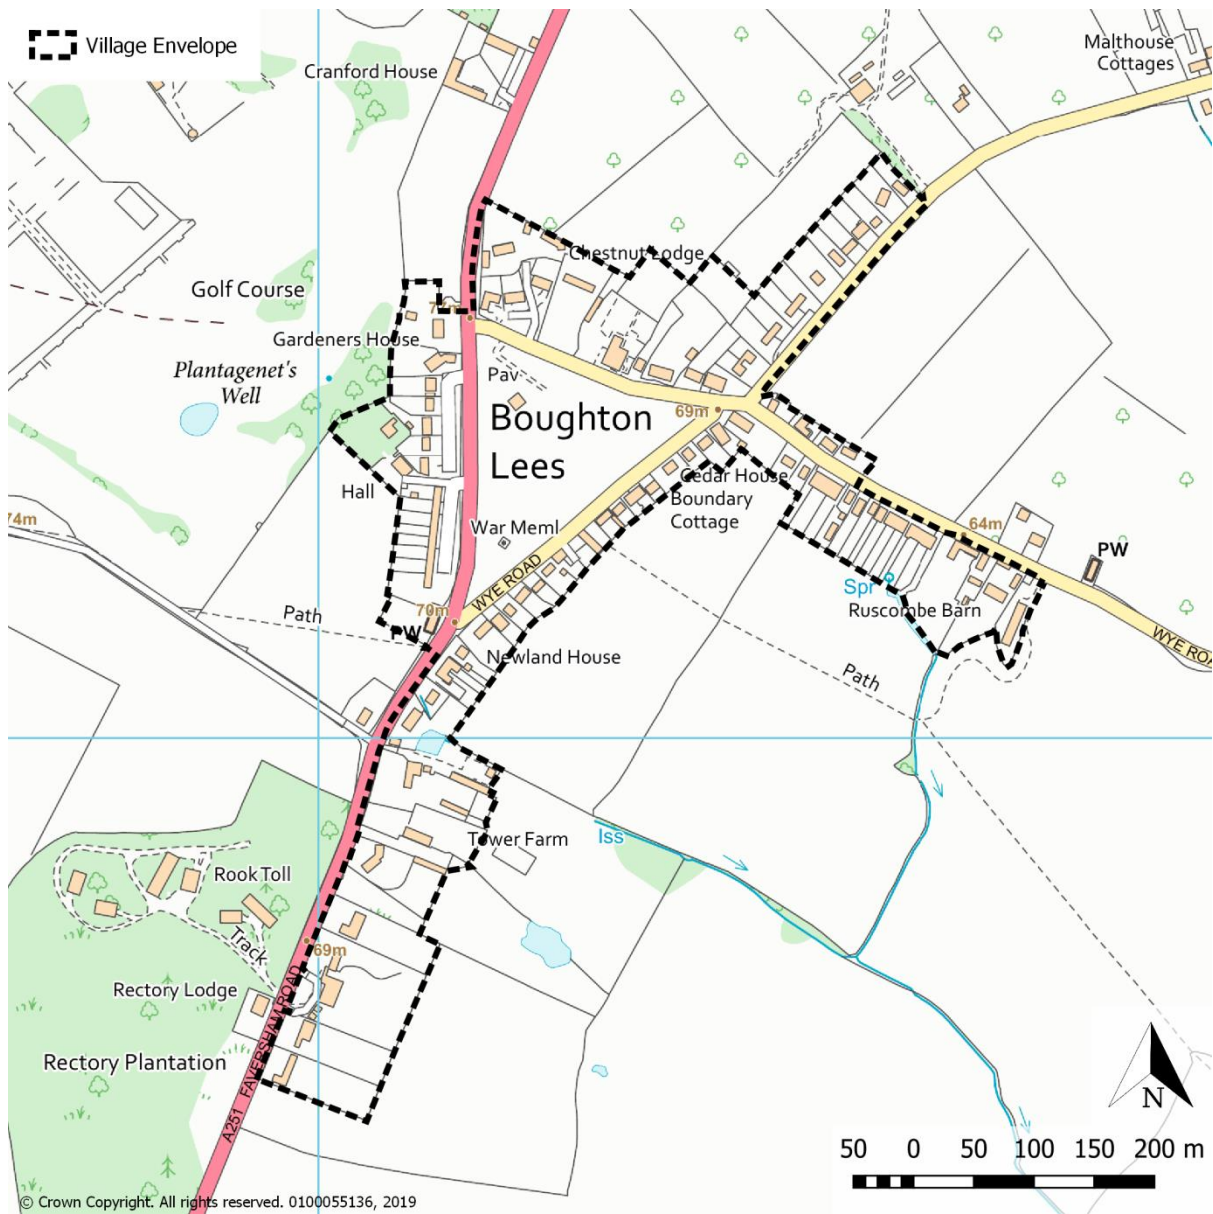 Village Envelope
Malthouse
Cottages
Cranford House
Chestnut Lodge
Golf Course
77m
Gardeners House
Plantagenet's
Well
Pav
Boughton
Lees
69m
Hall
Cedar House
Boundary
Cottage
74m
War Meml
64m
PW
WYE ROAD
Spr
Ruscombe Barn
Path
70m
PW
WYE ROA
Newland House
Path
Tower Farm
Iss
Rook Toll
Track
69m
Rectory Lodge
Rectory Plantation
A251 FAVERSHAM ROAD
N
50 0 50 100 150 200 m
© Crown Copyright. All rights reserved. 0100055136, 2019